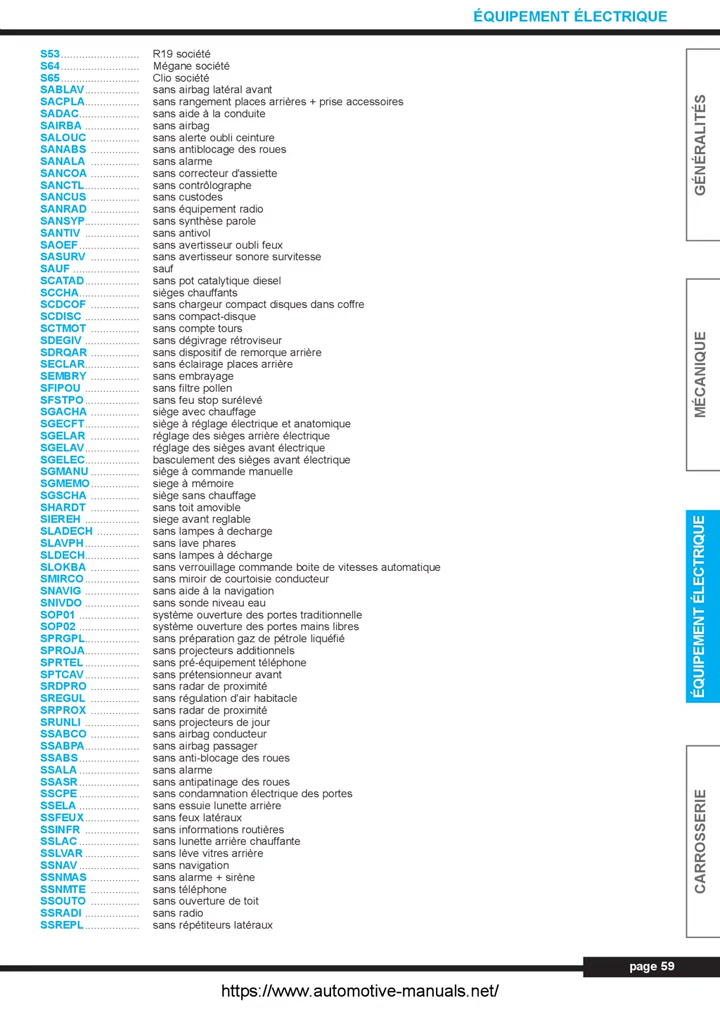 ÉQUIPEMENT ÉLECTRIQUE
S53.......................... R19 société
S64.......................... Mégane société
S65.......................... Clio société
SABLAV.................. sans airbag latéral avant
SACPLA.................. sans rangement places arrières + prise accessoires
SADAC.................... sans aide à la conduite
SAIRBA .................. sans airbag
SALOUC ................ sans alerte oubli ceinture
SANABS ................ sans antiblocage des roues
SANALA ................ sans alarme
SANCOA ................ sans correcteur d'assiette
SANCTL.................. sans contrôlographe
SANCUS ................ sans custodes
SANRAD ................ sans équipement radio
SANSYP.................. sans synthèse parole
SANTIV .................. sans antivol
SAOEF.................... sans avertisseur oubli feux
SASURV ................ sans avertisseur sonore survitesse
SAUF ...................... sauf
SCATAD.................. sans pot catalytique diesel
SCCHA.................... sièges chauffants
SCDCOF ................ sans chargeur compact disques dans coffre
SCDISC .................. sans compact-disque
SCTMOT ................ sans compte tours
SDEGIV .................. sans dégivrage rétroviseur
SDRQAR ................ sans dispositif de remorque arrière
SECLAR.................. sans éclairage places arrière
SEMBRY ................ sans embrayage
SFIPOU .................. sans filtre pollen
SFSTPO.................. sans feu stop surélevé
SGACHA ................ siège avec chauffage
SGECFT.................. siège à réglage électrique et anatomique
SGELAR ................ réglage des sièges arrière électrique
SGELAV.................. réglage des sièges avant électrique
SGELEC.................. basculement des sièges avant électrique
SGMANU ................ siège à commande manuelle
SGMEMO................ siege à mémoire
SGSCHA ................ siège sans chauffage
SHARDT ................ sans toit amovible
SIEREH .................. siege avant reglable
SLADECH .............. sans lampes à decharge
SLAVPH.................. sans lave phares
SLDECH.................. sans lampes à décharge
SLOKBA ................ sans verrouillage commande boite de vitesses automatique
SMIRCO.................. sans miroir de courtoisie conducteur
SNAVIG .................. sans aide à la navigation
SNIVDO .................. sans sonde niveau eau
SOP01 .................... système ouverture des portes traditionnelle
SOP02 .................... système ouverture des portes mains libres
SPRGPL.................. sans préparation gaz de pétrole liquéfié
SPROJA.................. sans projecteurs additionnels
SPRTEL .................. sans pré-équipement téléphone
SPTCAV.................. sans prétensionneur avant
SRDPRO ................ sans radar de proximité
SREGUL ................ sans régulation d'air habitacle
SRPROX ................ sans radar de proximité
SRUNLI .................. sans projecteurs de jour
SSABCO ................ sans airbag conducteur
SSABPA.................. sans airbag passager
SSABS.................... sans anti-blocage des roues
SSALA .................... sans alarme
SSASR.................... sans antipatinage des roues
SSCPE.................... sans condamnation électrique des portes
SSELA .................... sans essuie lunette arrière
SSFEUX.................. sans feux latéraux
SSINFR .................. sans informations routières
SSLAC .................... sans lunette arrière chauffante
SSLVAR.................. sans lève vitres arrière
SSNAV .................... sans navigation
SSNMAS ................ sans alarme + sirène
SSNMTE ................ sans téléphone
SSOUTO ................ sans ouverture de toit
SSRADI .................. sans radio
SSREPL.................. sans répétiteurs latéraux
GÉNÉRALITÉS
MÉCANIQUE
ÉQUIPEMENT ÉLECTRIQUE
CARROSSERIE
page 59
https://www.automotive-manuals.net/